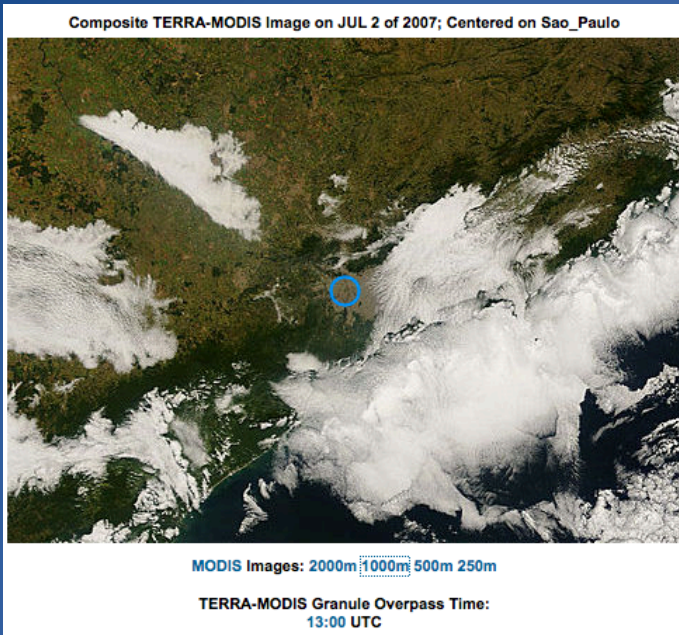 Composite TERRA-MODIS Image on JUL 2 of 2007; Centered on Sao_Paulo
MODIS Images: 2000m 1000m 500m 250m
TERRA-MODIS Granule Overpass Time:
13:00 UTC